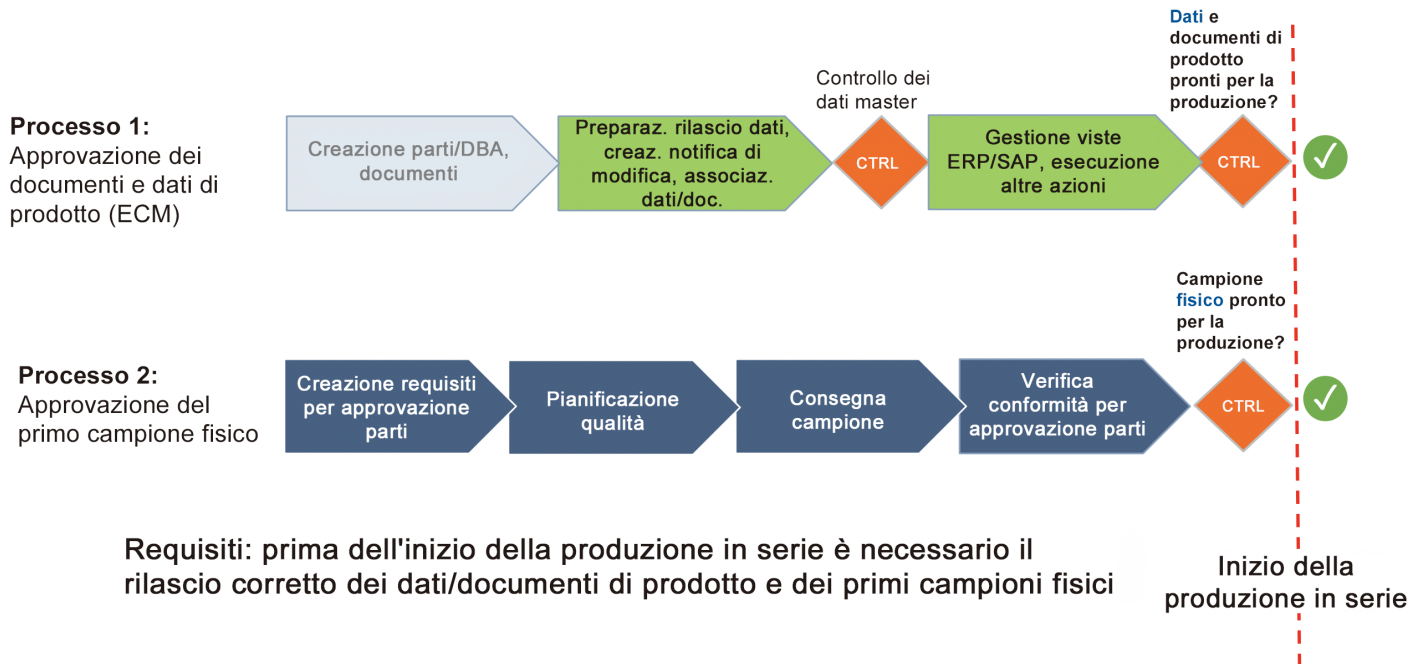 Processo 1:
Approvazione dei
documenti e dati di
prodotto (ECM)
Creazione parti/DBA,
documenti
Preparaz. rilascio dati,
creaz. notifica di
modifica, associaz.
dati/doc.
Controllo dei
dati master
CTRL
Gestione viste
ERP/SAP, esecuzione
altre azioni
Dati e
documenti di
prodotto
pronti per la
produzione?
CTRL
Processo 2:
Approvazione del
primo campione fisico
Creazione requisiti
per approvazione
parti
Pianificazione
qualità
Consegna
campione
Verifica
conformità per
approvazione parti
Campione
fisico pronto
per la
produzione?
CTRL
Requisiti: prima dell'inizio della produzione in serie è necessario il
rilascio corretto dei dati/documenti di prodotto e dei primi campioni fisici
Inizio della
produzione in serie